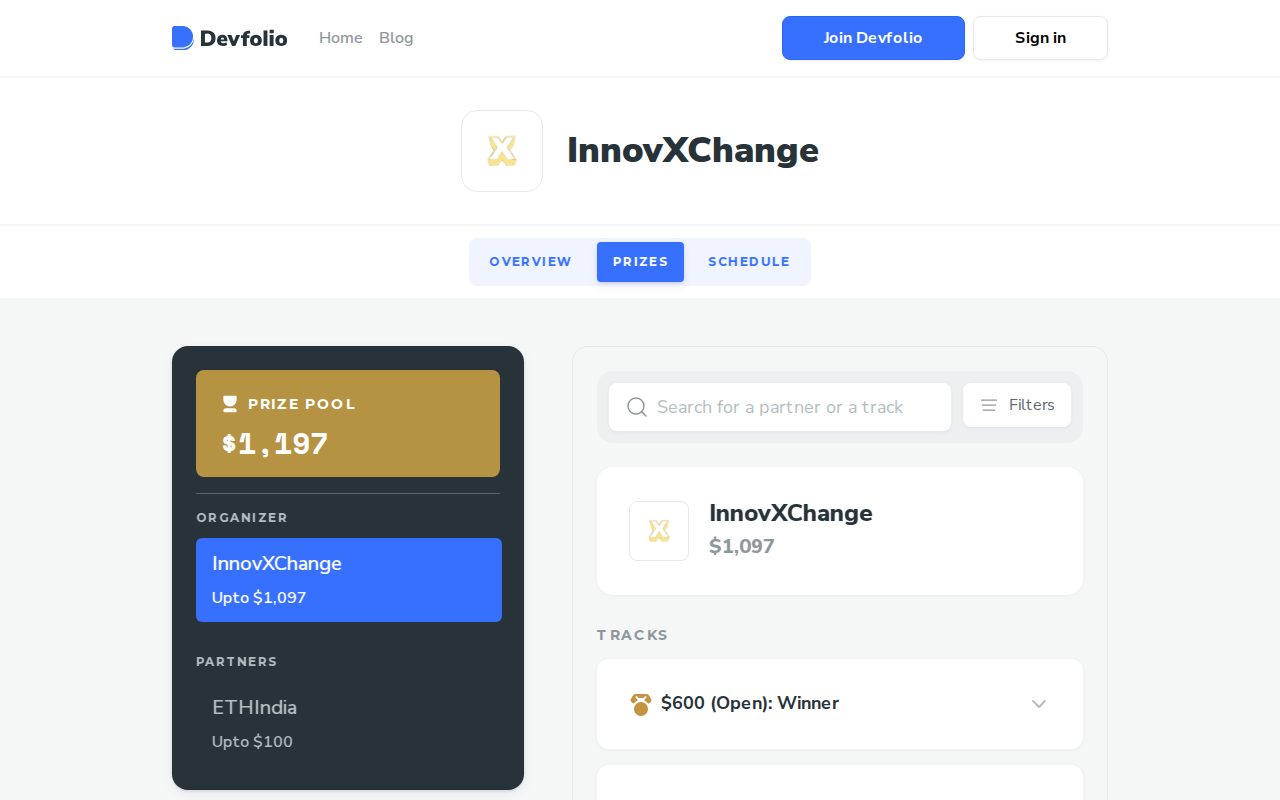 Devfolio
Home
Blog
Join Devfolio
Sign in
X
InnovXChange
OVERVIEW
PRIZES
SCHEDULE
PRIZE POOL
$1,197
ORGANIZER
InnovXChange
Upto $1,097
PARTNERS
ETHIndia
Upto $100
Search for a partner or a track
Filters
X
InnovXChange
$1,097
TRACKS
$600 (Open): Winner